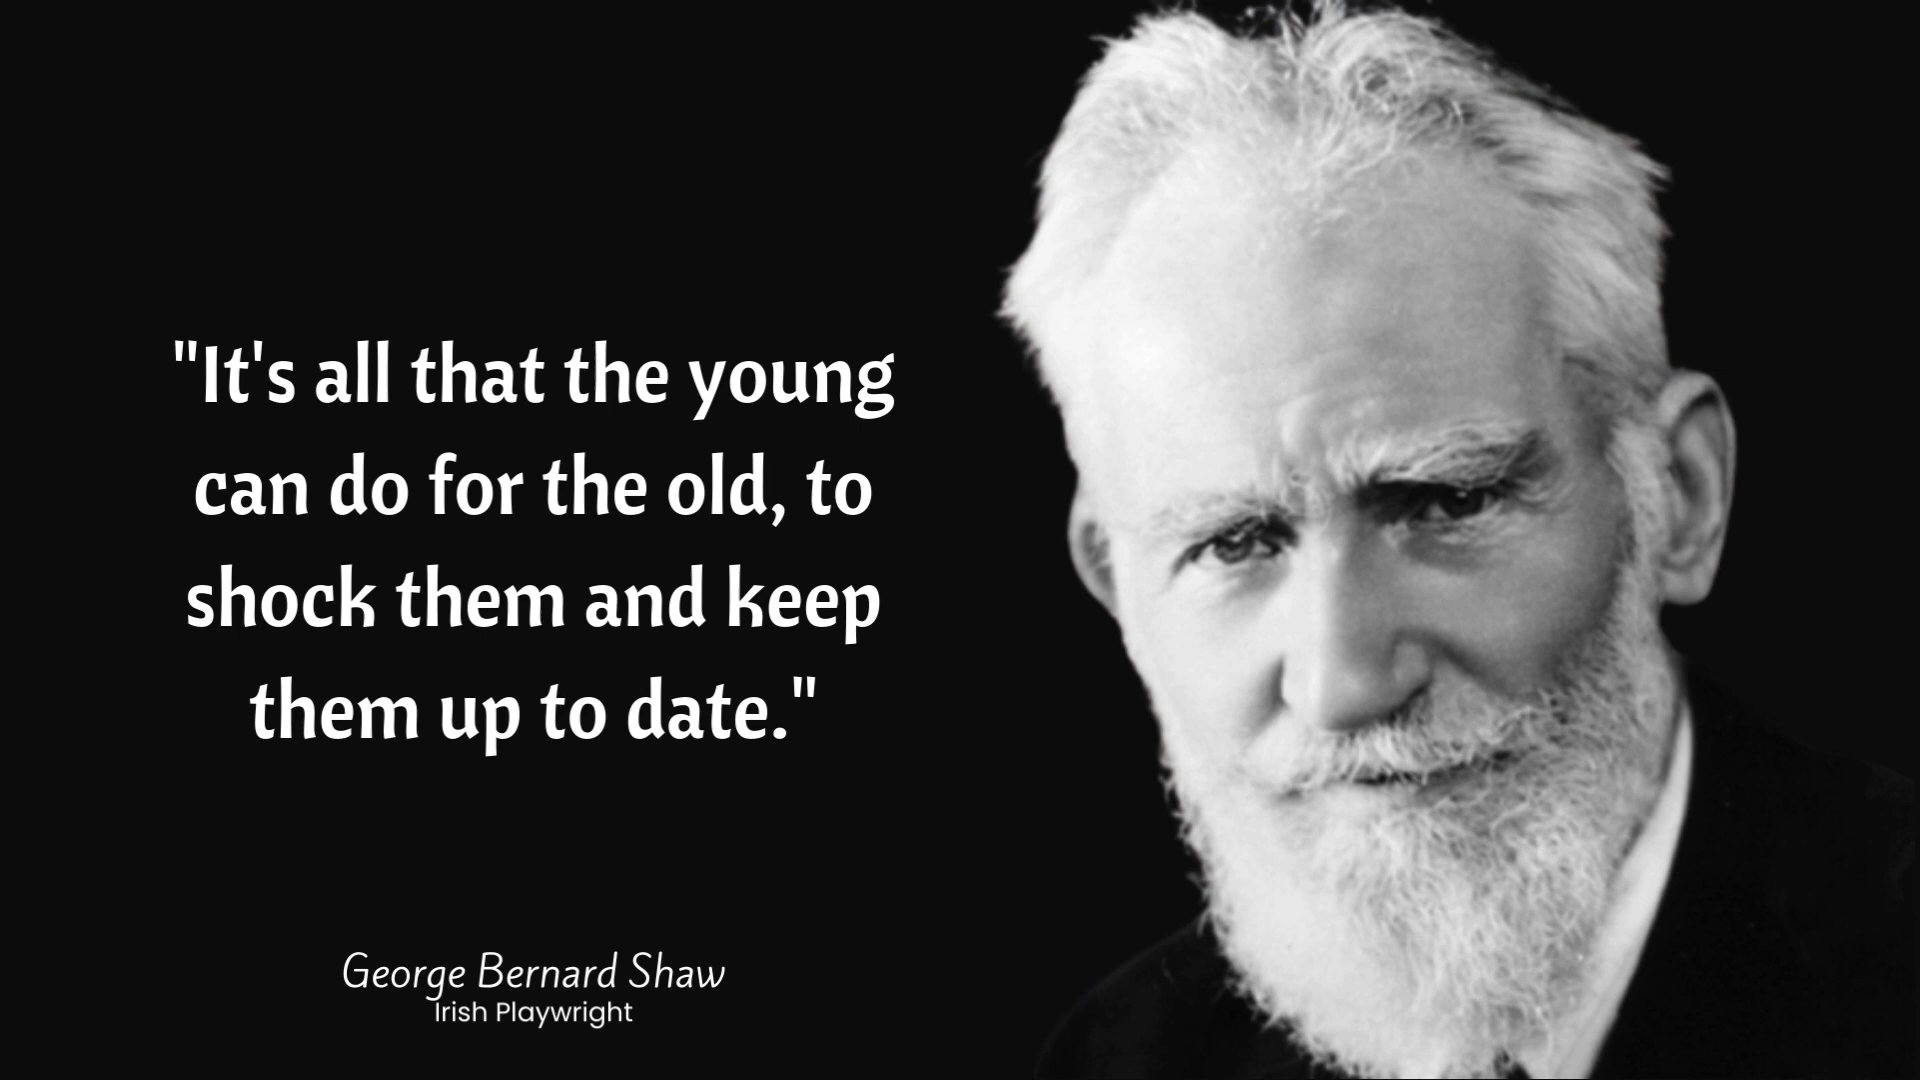 "It's all that the young
can do for the old, to
shock them and keep
them up to date."
George Bernard Shaw
Irish Playwright